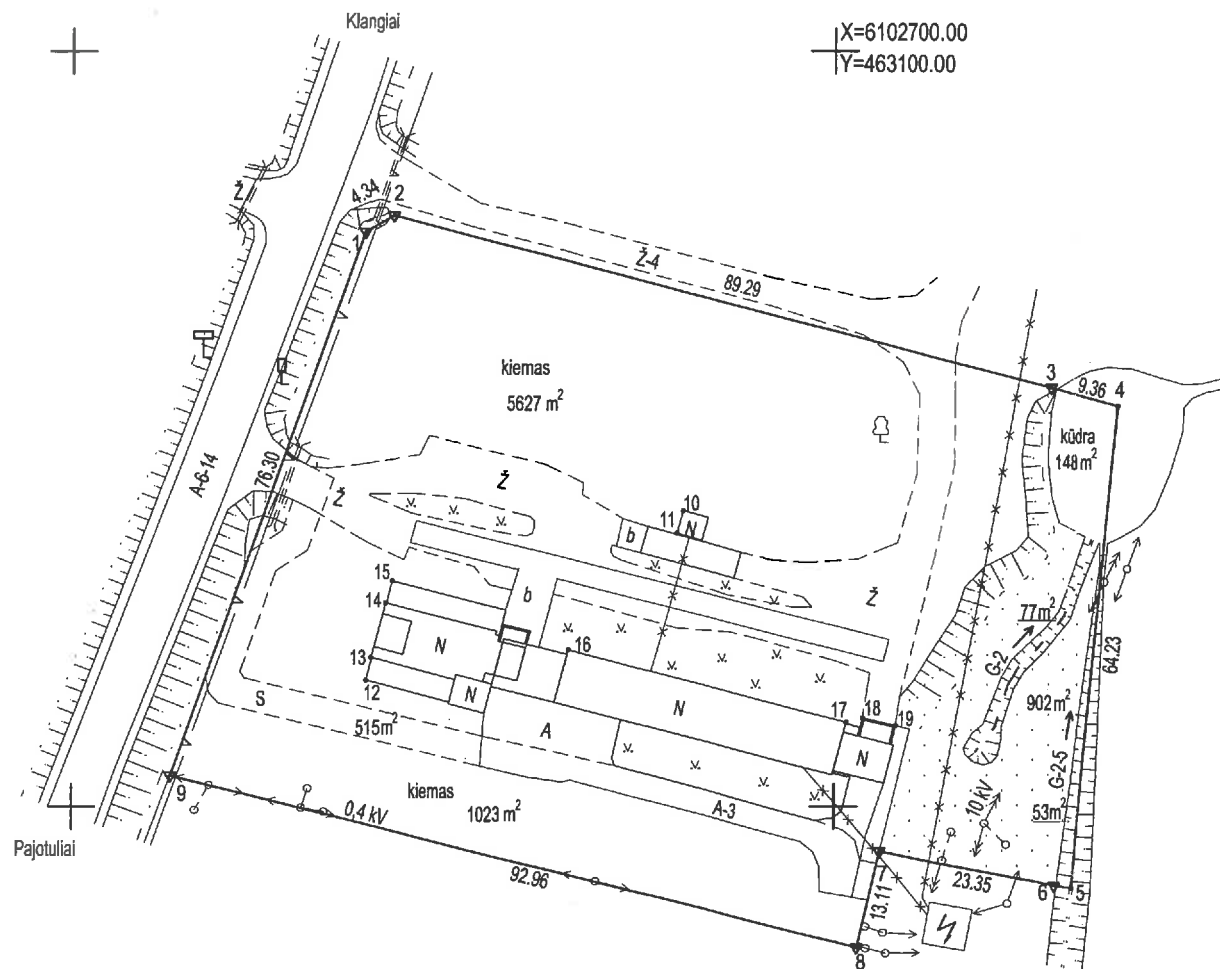 Klangiai
X=6102700.00
Y=463100.00
Ž
4.34
2
1
Ž-4
89.29
kiemas
5627 m²
3
9.36
4
kūdra
148 m²
A-6-14
76.30
Ž
Ž
10
11
N
b
15
14
b
Ž
77m²
G-2
64.23
13
N
16
12
N
S
515m²
A
N
17
18
19
N
902m²
G-2-5
53m²
10 kV
9
0,4 kV
kiemas
1023 m²
A-3
Pajotuliai
92.96
7
13.11
23.35
6
5
8